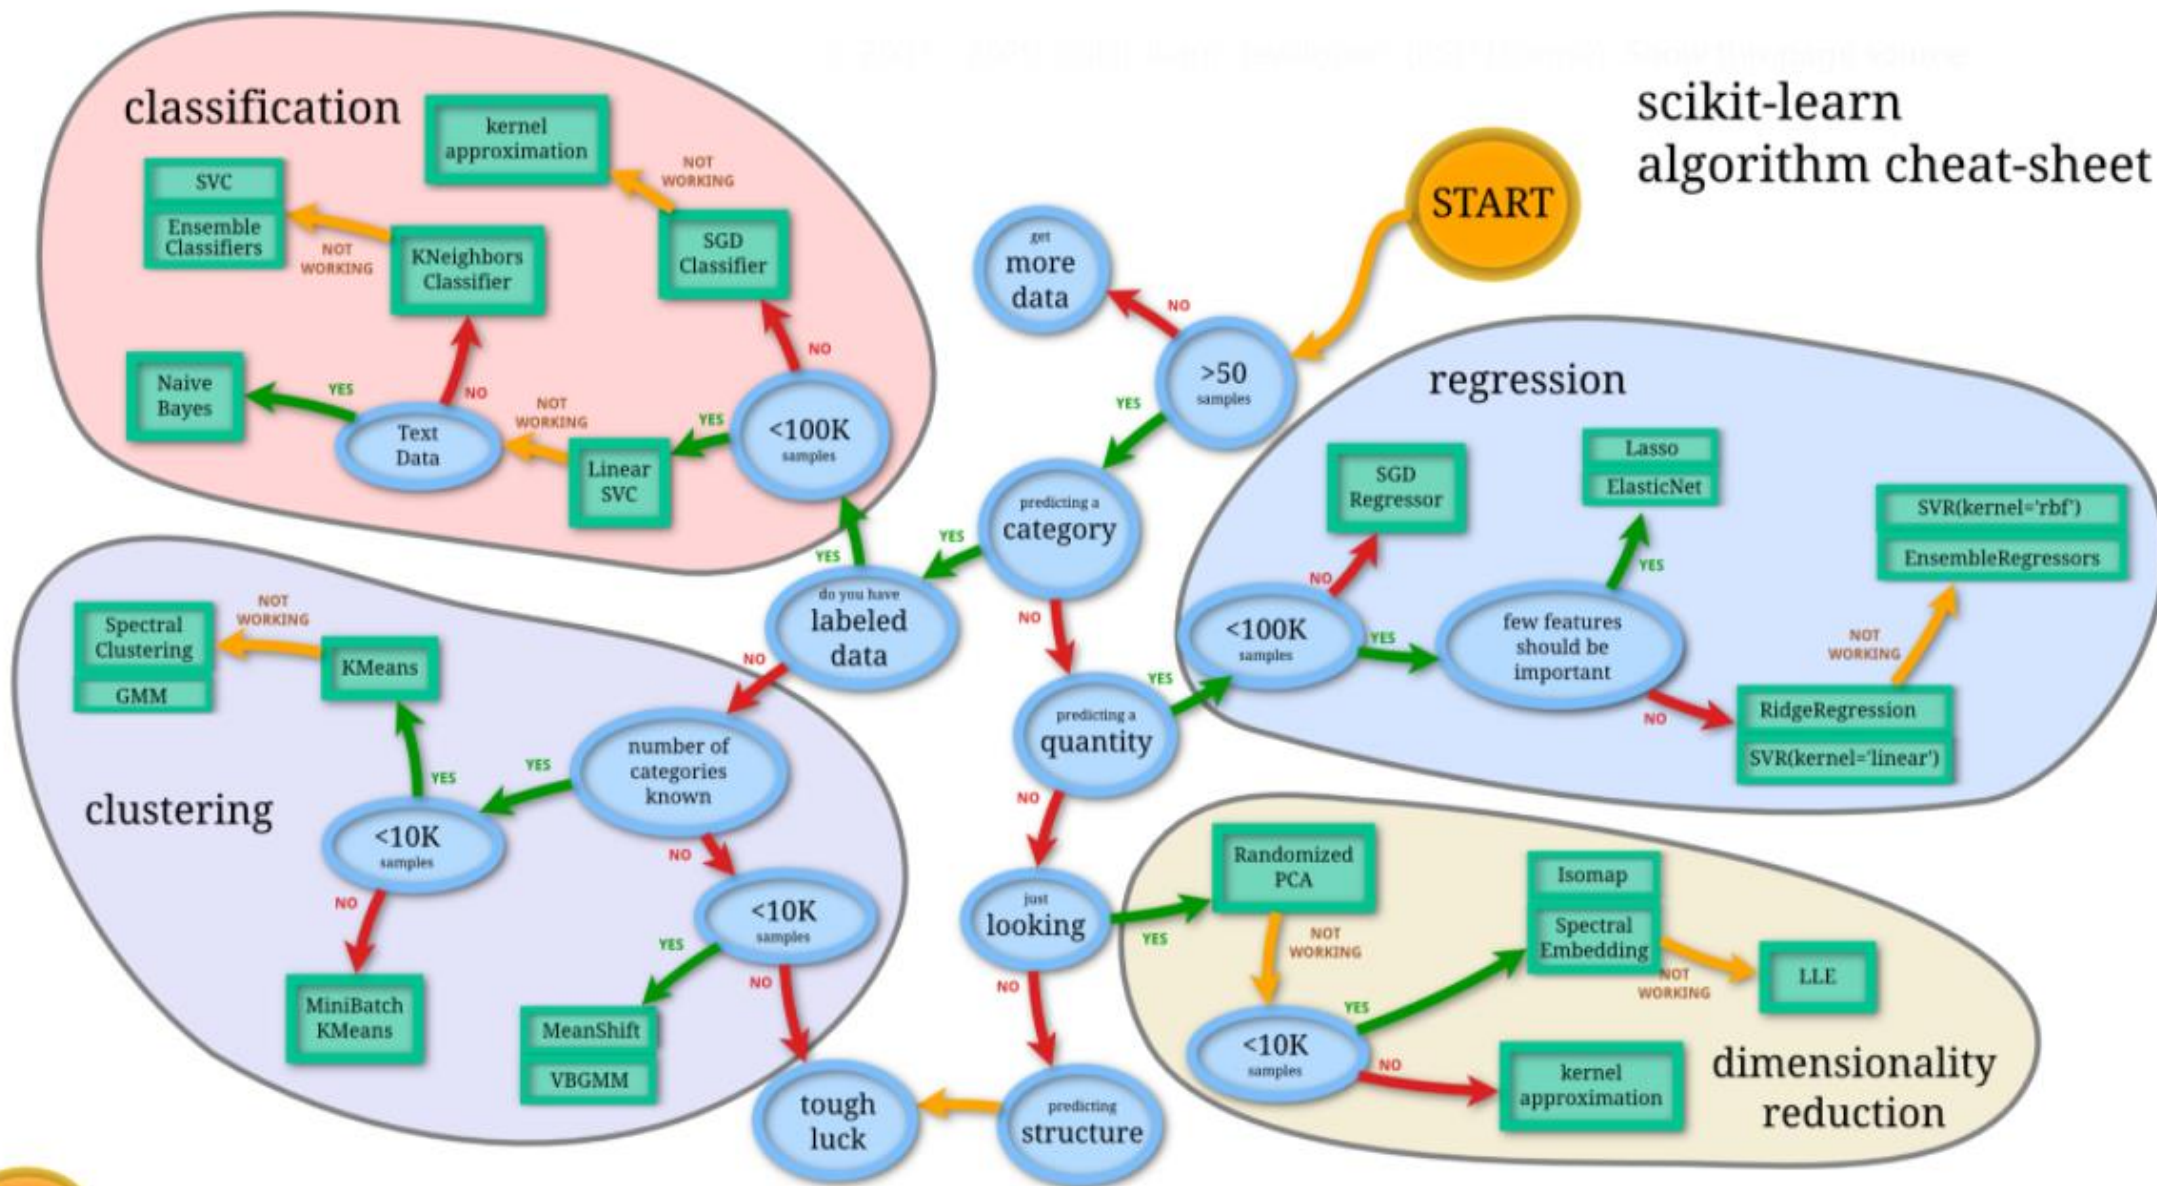 scikit-learn
algorithm cheat-sheet
START
get
more
data
NO
>50
samples
YES
predicting a
category
YES
NO
do you have
labeled
data
YES
NO
predicting a
quantity
YES
NO
just
looking
YES
NO
predicting
structure
tough
luck
classification
kernel
approximation
NOT
WORKING
SVC
Ensemble
Classifiers
NOT
WORKING
KNeighbors
Classifier
SGD
Classifier
NO
Naive
Bayes
YES
NO
Text
Data
NOT
WORKING
Linear
SVC
YES
<100K
samples
regression
SGD
Regressor
Lasso
ElasticNet
SVR(kernel='rbf')
EnsembleRegressors
NO
YES
<100K
samples
YES
few features
should be
important
NOT
WORKING
NO
RidgeRegression
SVR(kernel='linear')
clustering
Spectral
Clustering
GMM
NOT
WORKING
KMeans
YES
<10K
samples
YES
number of
categories
known
NO
NO
<10K
samples
YES
NO
MiniBatch
KMeans
MeanShift
VBGMM
dimensionality
reduction
Randomized
PCA
NOT
WORKING
Isomap
Spectral
Embedding
NOT
WORKING
LLE
YES
<10K
samples
NO
kernel
approximation